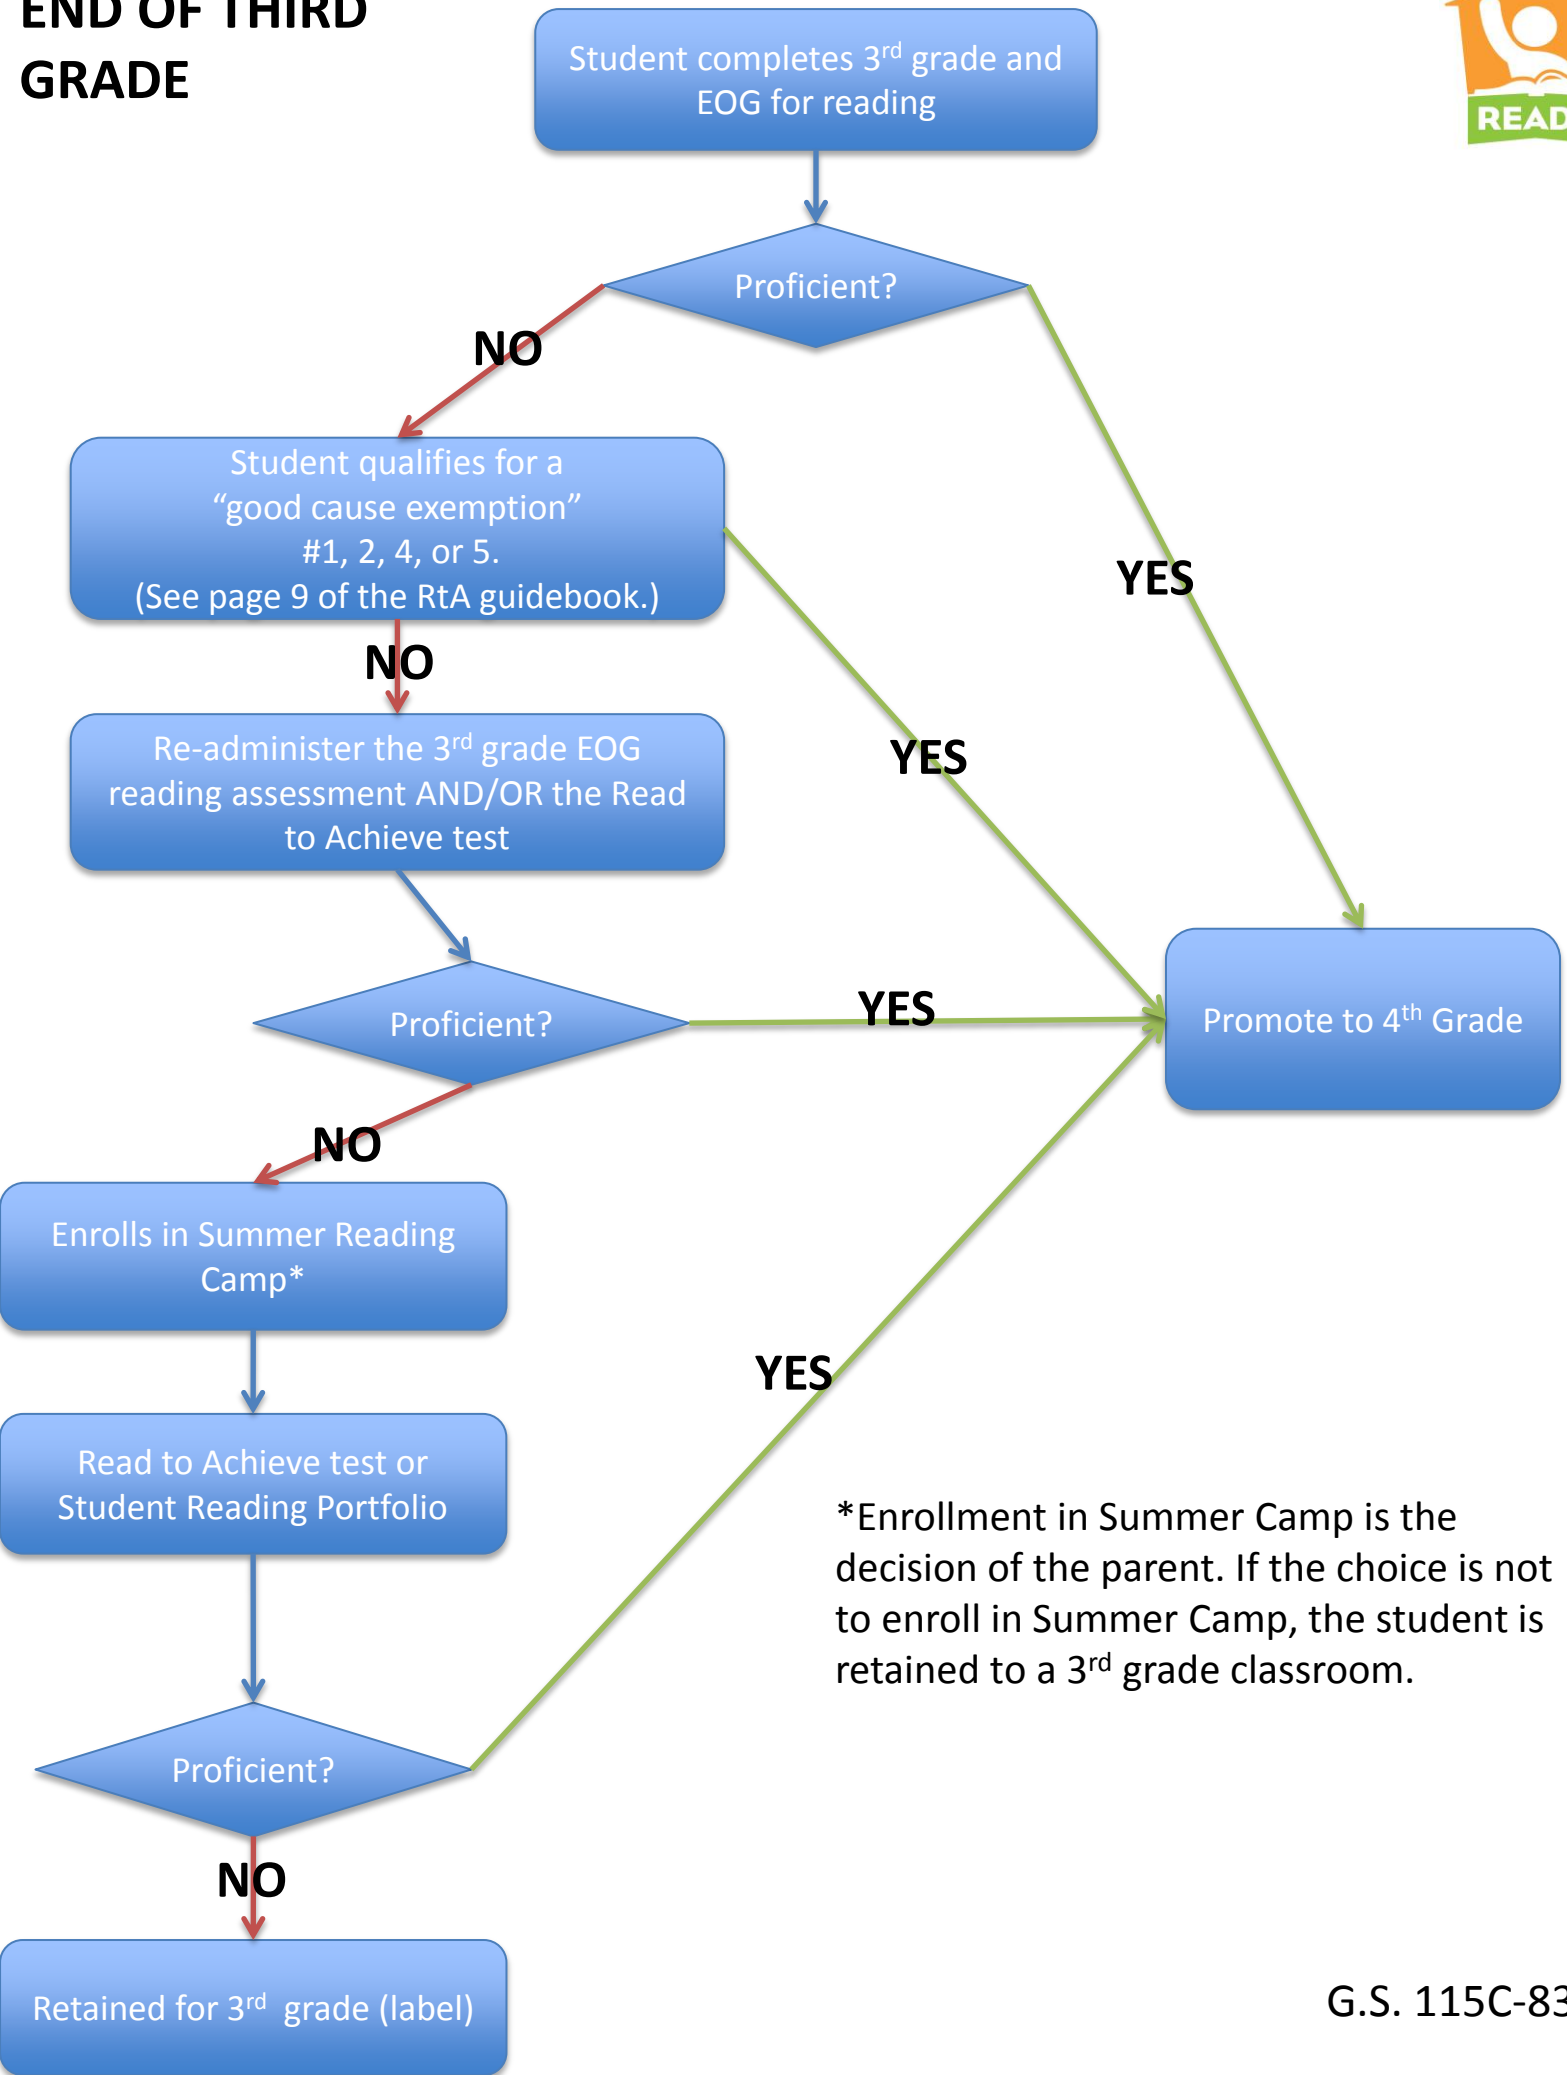 END OF THIRD
GRADE
Student completes 3rd grade and
EOG for reading
READ
Proficient?
NO
YES
Student qualifies for a
“good cause exemption”
#1, 2, 4, or 5.
(See page 9 of the RtA guidebook.)
NO
YES
Re-administer the 3rd grade EOG
reading assessment AND/OR the Read
to Achieve test
Proficient?
YES
Promote to 4th Grade
NO
Enrolls in Summer Reading
Camp*
YES
Read to Achieve test or
Student Reading Portfolio
*Enrollment in Summer Camp is the
decision of the parent. If the choice is not
to enroll in Summer Camp, the student is
retained to a 3rd grade classroom.
Proficient?
NO
Retained for 3rd grade (label)
G.S. 115C-83